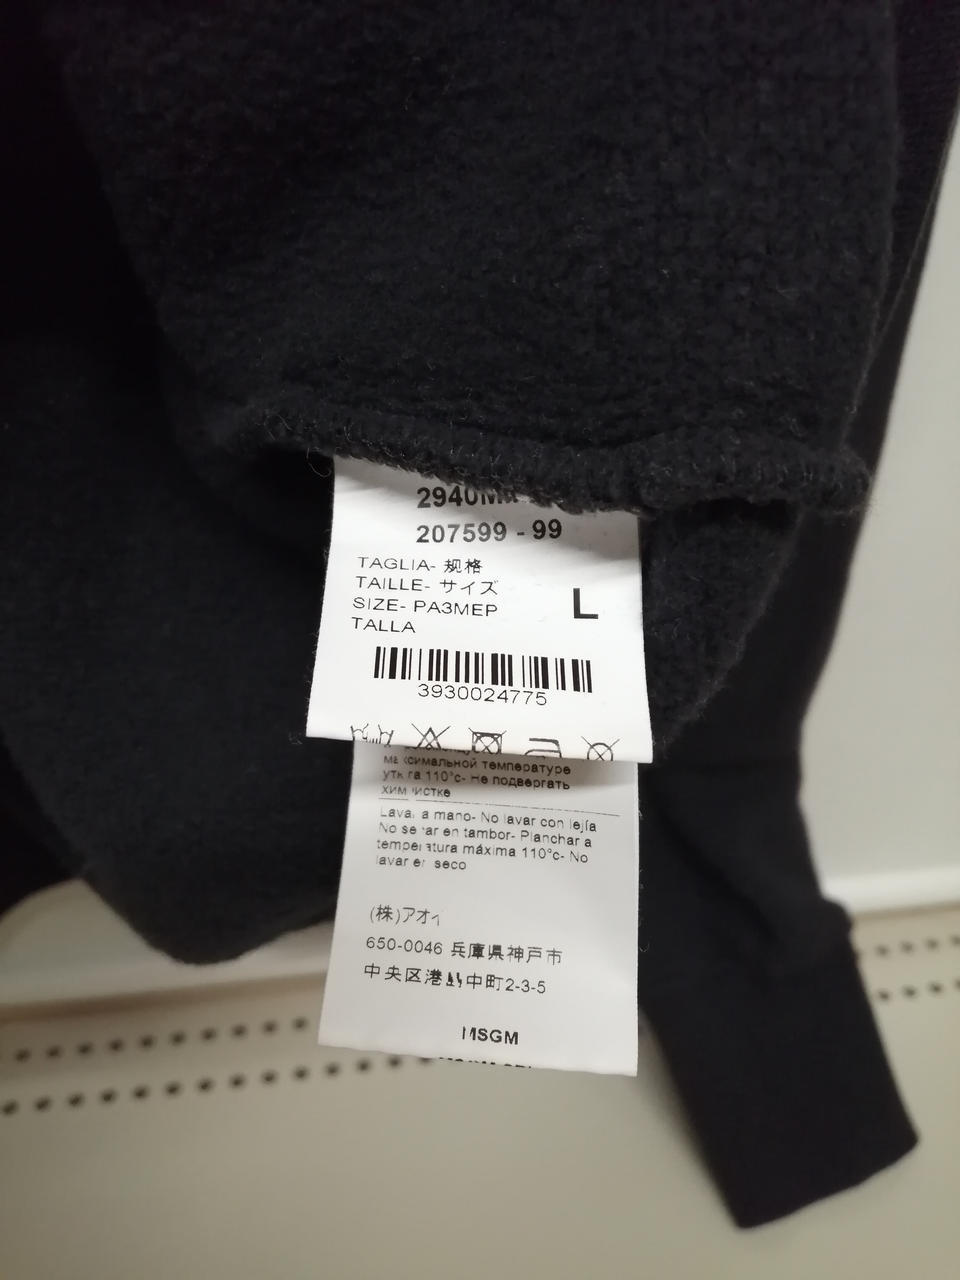 207599 - 99
TAGLIA- 规格
TAILLE- サイズ
SIZE- РАЗМЕР
TALLA
L
3930024775
максимальной температуре
утюга 110°c- Не подвергать
химчистке
Lavar a mano- No lavar con lejía
No secar en tambor- Planchar a
temperatura máxima 110°c- No
lavar en seco
(株)アオイ
650-0046 兵庫県神戸市
中央区港島中町2-3-5
MSGM